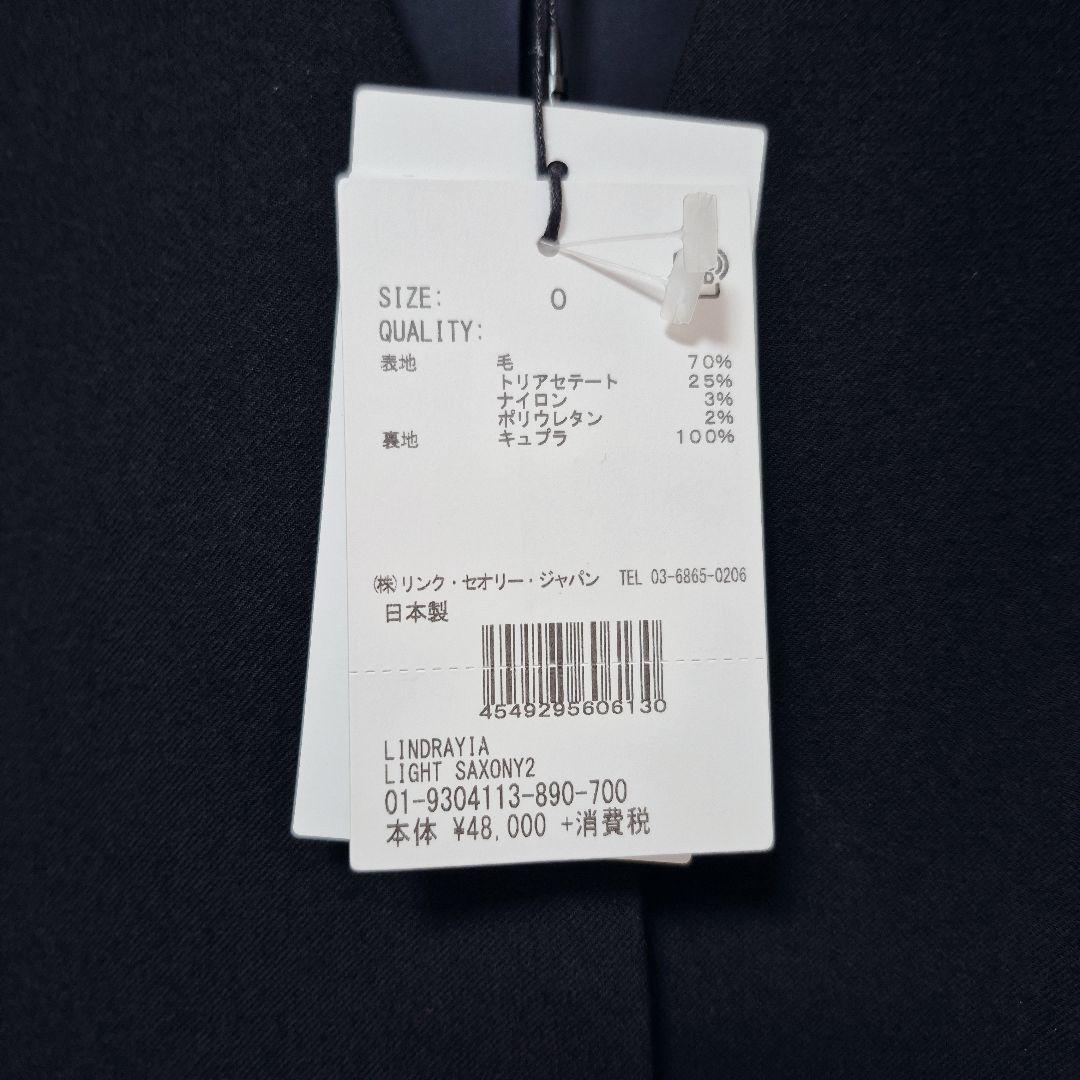 SIZE: 0
QUALITY:
表地 毛 70%
トリアセテート 25%
ナイロン 3%
ポリウレタン 2%
裏地 キュプラ 100%
(株)リンク・セオリー・ジャパン TEL 03-6865-0206
日本製
4549295606130
LINDRAYIA
LIGHT SAXONY2
01-9304113-890-700
本体 ¥48,000 +消費税